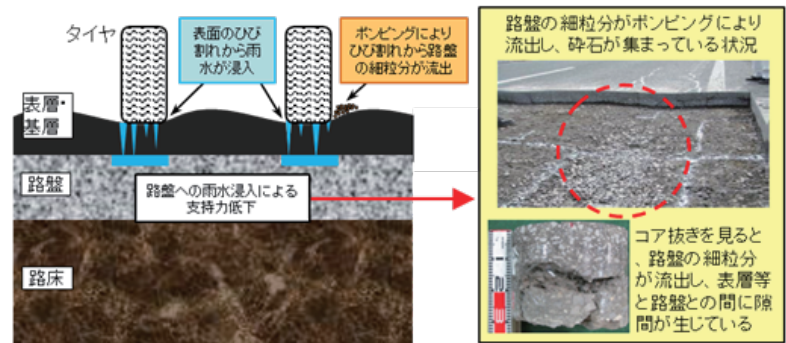 タイヤ
表面のひび
割れから雨
水が浸入
ポンピングにより
ひび割れから路盤
の細粒分が流出
表層・
基層
路盤
路盤への雨水浸入による
支持力低下
路床
路盤の細粒分がポンピングにより
流出し、砕石が集まっている状況
コア抜きを見ると
、路盤の細粒分
が流出し、表層等
と路盤との間に隙
間が生じている